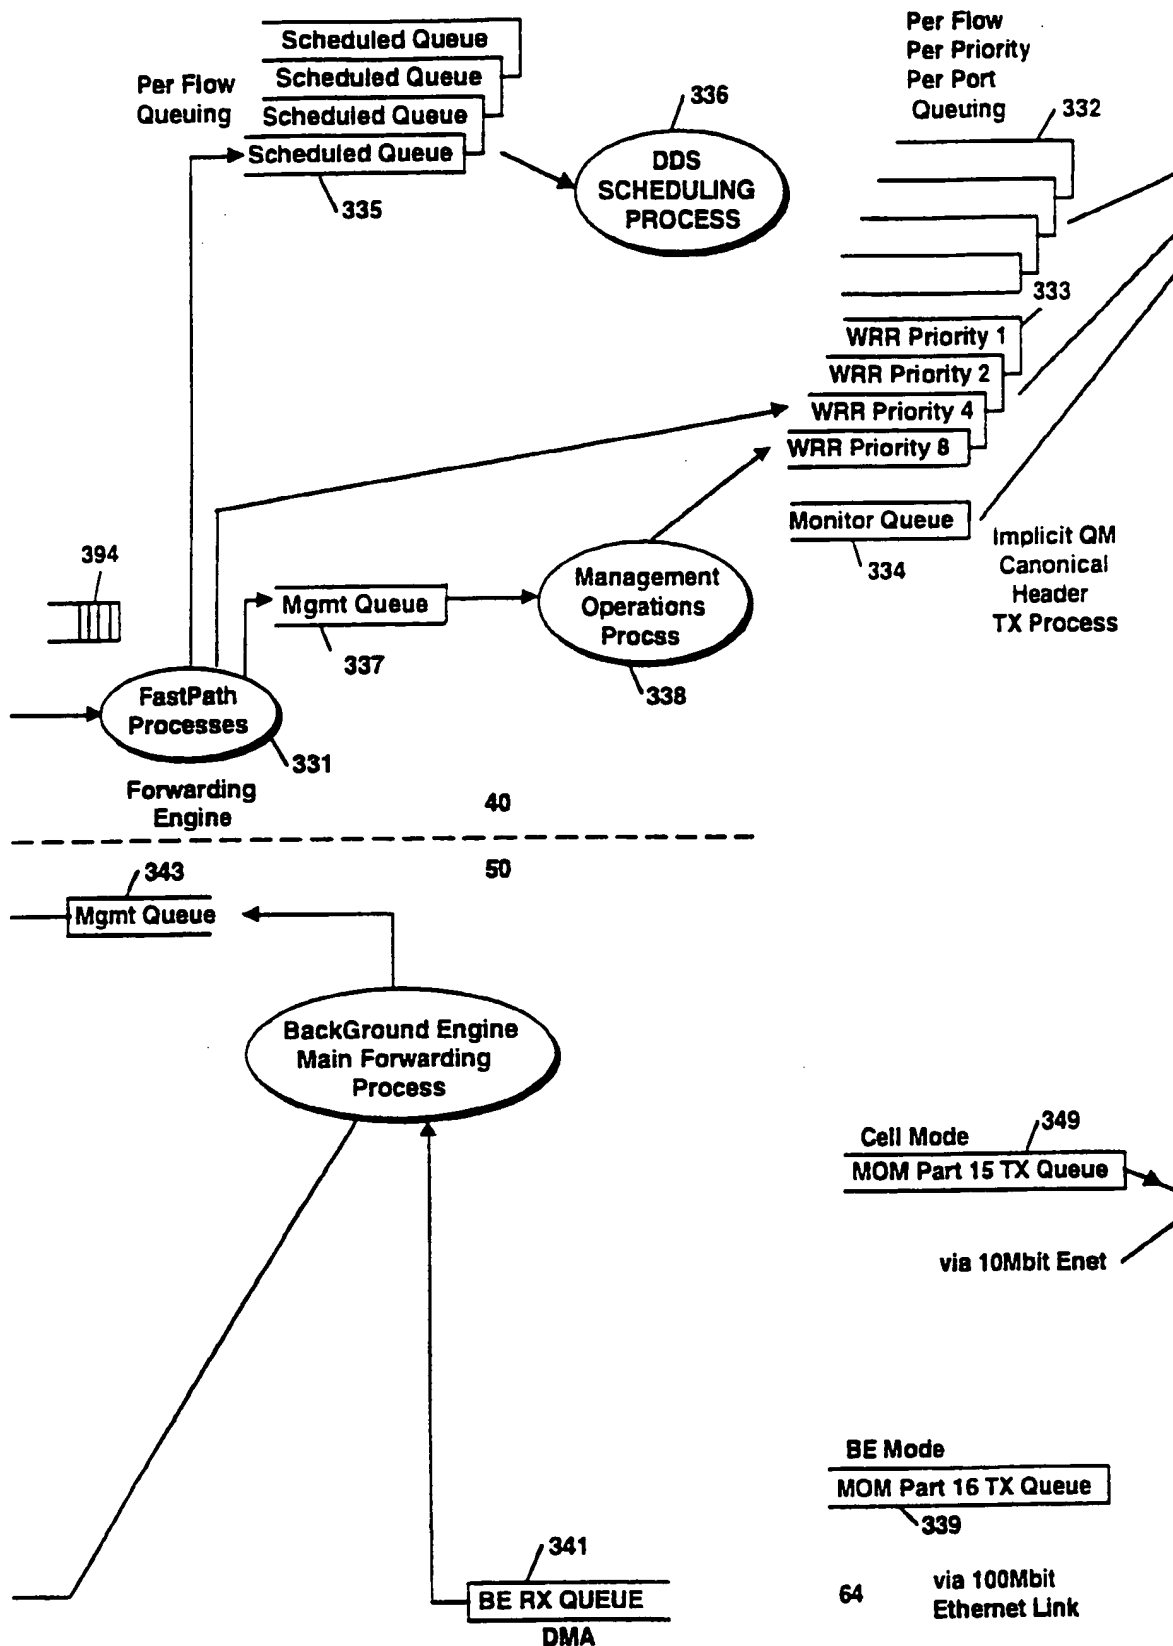 Per Flow
Per Priority
Per Port
Queuing
332
Scheduled Queue
Scheduled Queue
Scheduled Queue
Scheduled Queue
Per Flow
Queuing
335
336
DDS
SCHEDULING
PROCESS
333
WRR Priority 1
WRR Priority 2
WRR Priority 4
WRR Priority 8
Monitor Queue
334
Implicit QM
Canonical
Header
TX Process
394
Mgmt Queue
337
Management
Operations
Procss
338
FastPath
Processes
331
Forwarding
Engine
40
50
343
Mgmt Queue
BackGround Engine
Main Forwarding
Process
Cell Mode
349
MOM Part 15 TX Queue
via 10Mbit Enet
BE Mode
MOM Part 16 TX Queue
339
341
BE RX QUEUE
DMA
64
via 100Mbit
Ethernet Link